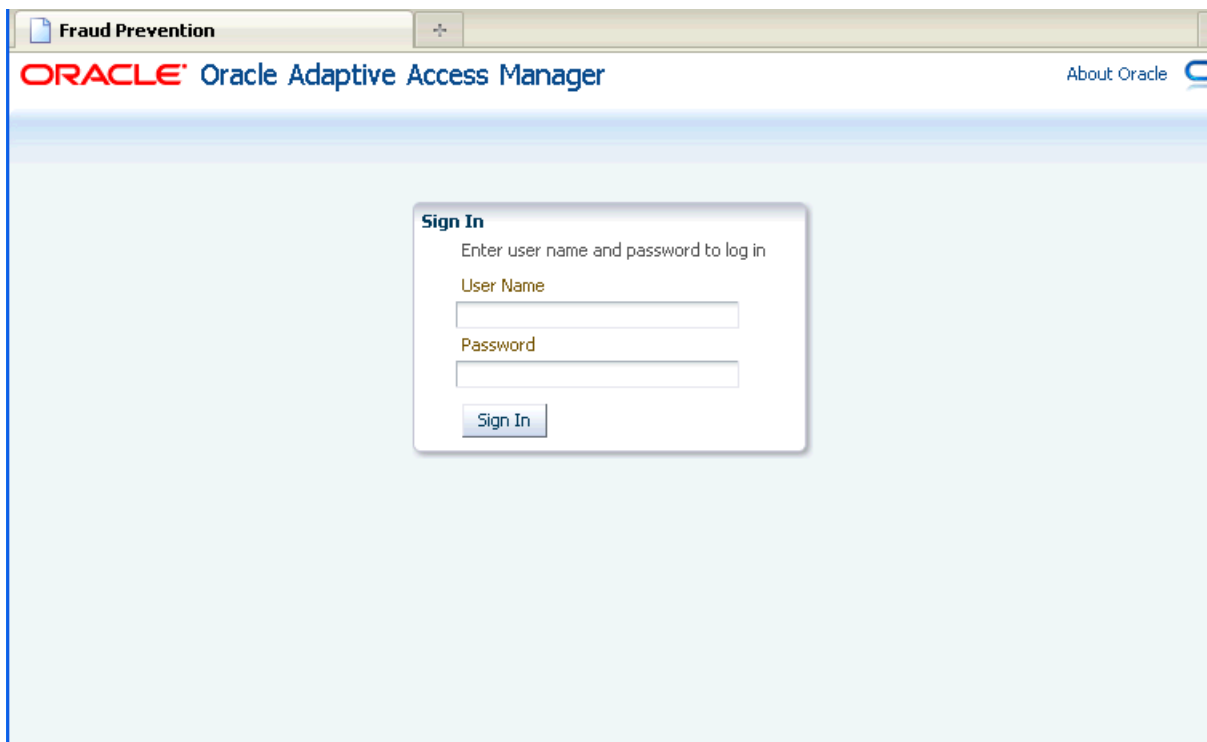 Fraud Prevention
ORACLE Oracle Adaptive Access Manager
About Oracle
Sign In
Enter user name and password to log in
User Name
Password
Sign In